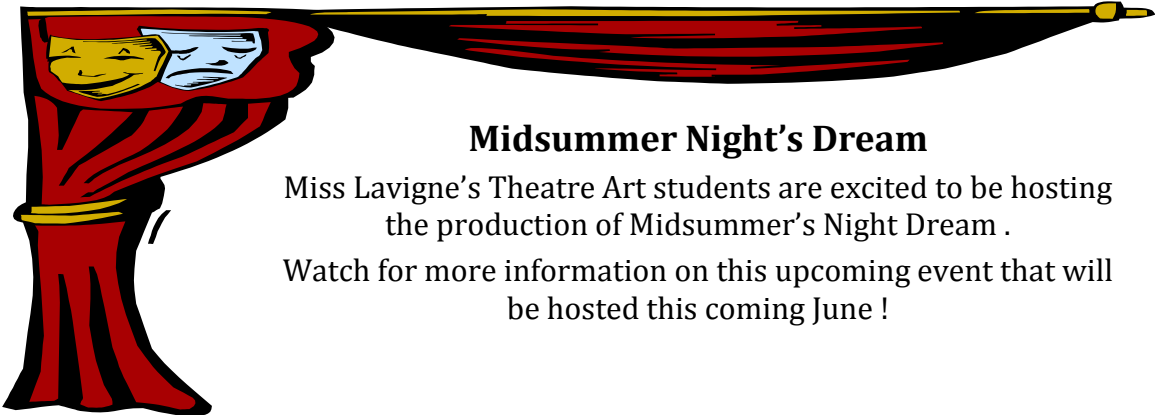 Midsummer Night’s Dream
Miss Lavigne’s Theatre Art students are excited to be hosting
the production of Midsummer’s Night Dream .
Watch for more information on this upcoming event that will
be hosted this coming June !